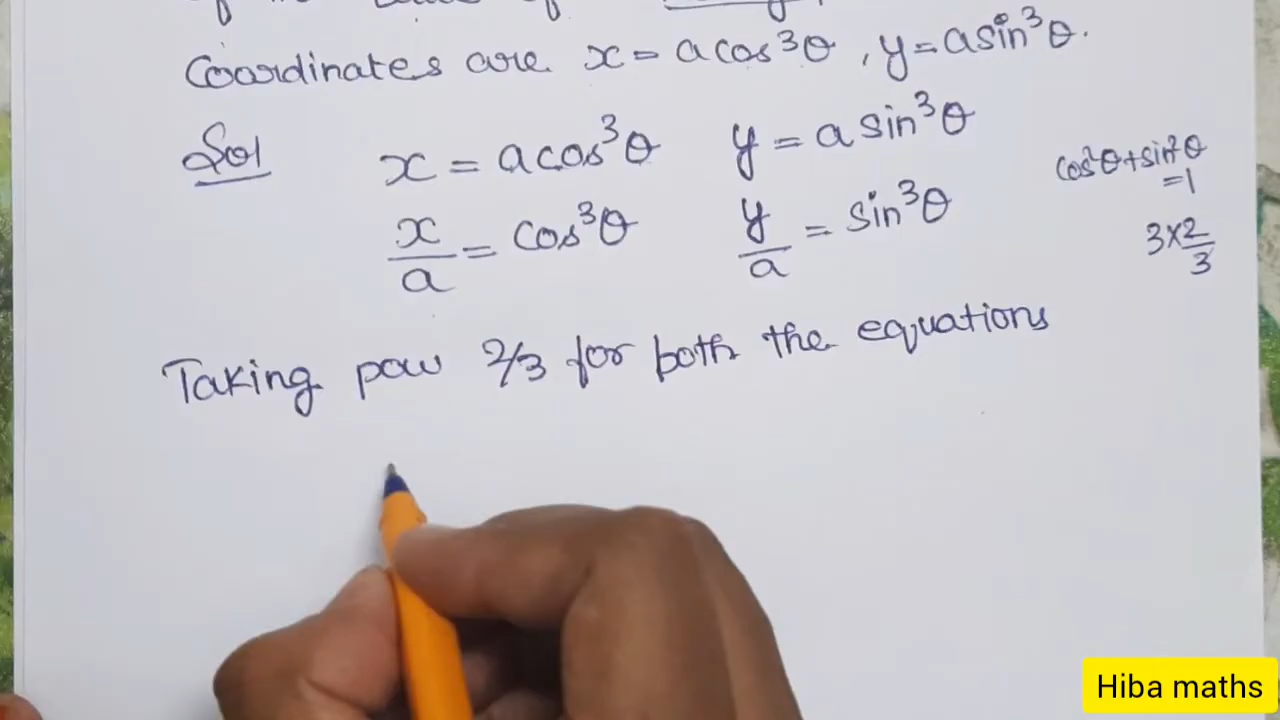 Coordinates are x = a cos³θ , y = a sin³θ.
Sol x = a cos³θ y = a sin³θ
cos²θ + sin²θ = 1
x/a = cos³θ y/a = sin³θ
3 × 2/3
Taking pow 2/3 for both the equations
Hiba maths